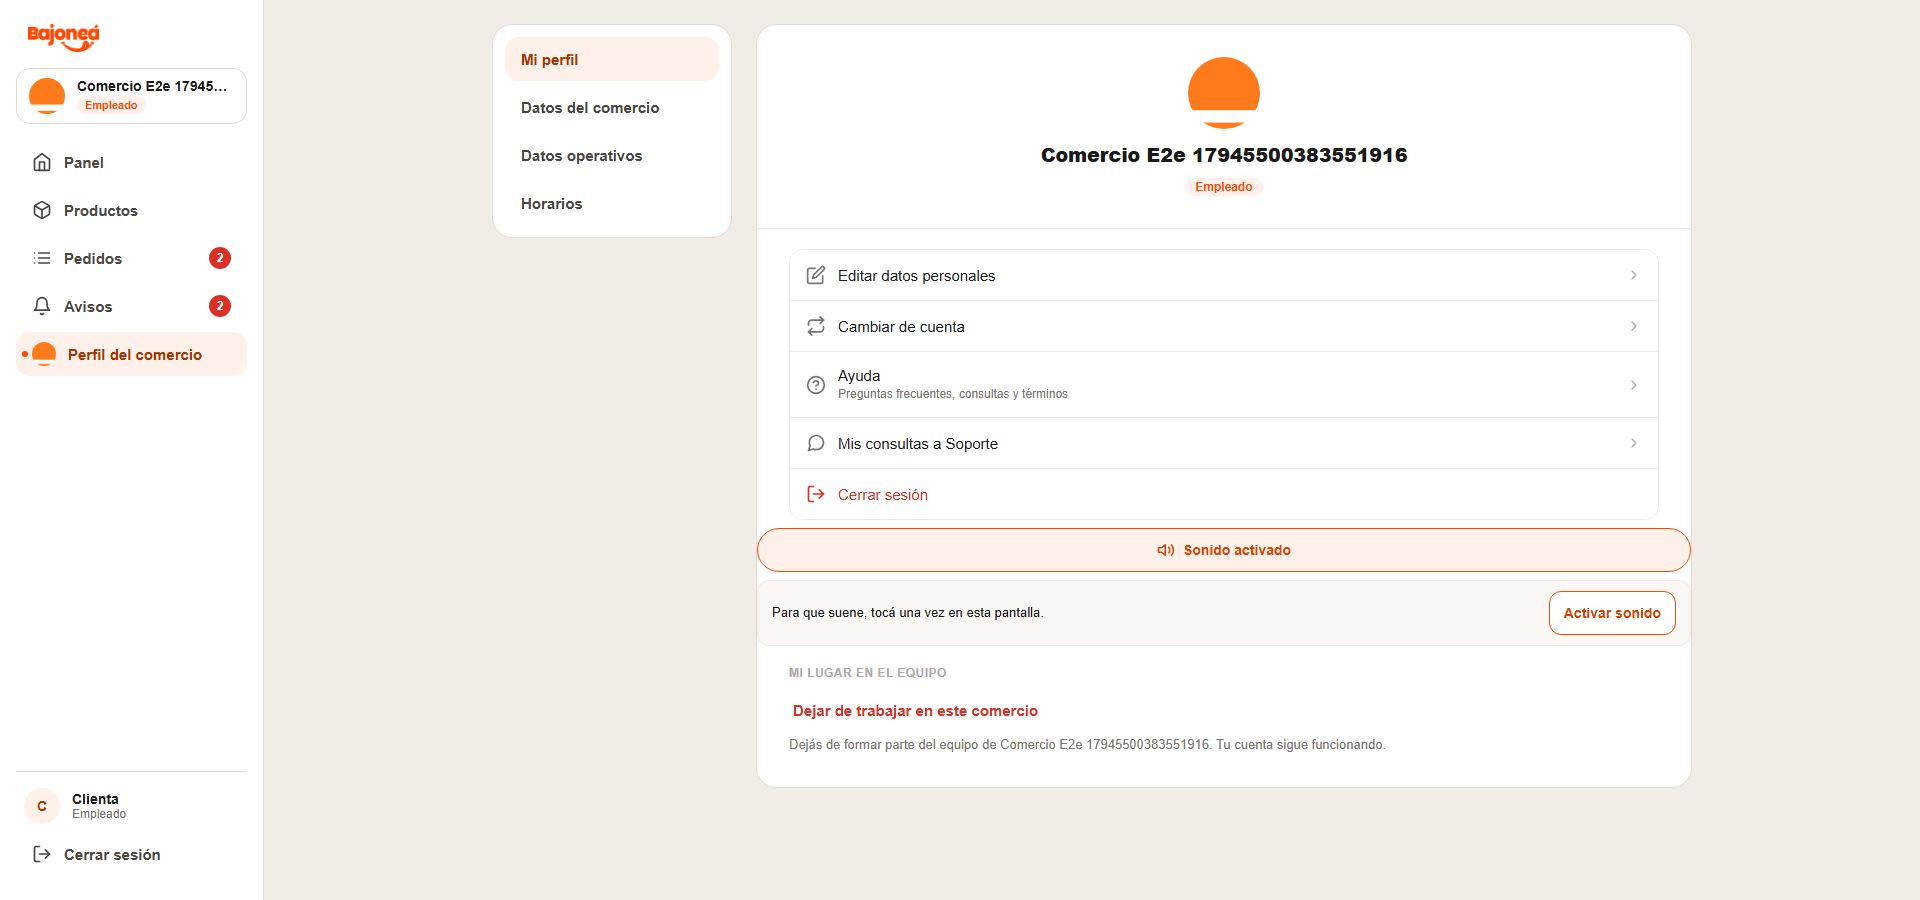 Bajoneá
Comercio E2e 17945...
Empleado
Panel
Productos
Pedidos
2
Avisos
2
Perfil del comercio
Clienta
C
Empleado
Cerrar sesión
Mi perfil
Datos del comercio
Datos operativos
Horarios
Comercio E2e 17945500383551916
Empleado
Editar datos personales
Cambiar de cuenta
Ayuda
Preguntas frecuentes, consultas y términos
Mis consultas a Soporte
Cerrar sesión
Sonido activado
Para que suene, tocá una vez en esta pantalla.
Activar sonido
MI LUGAR EN EL EQUIPO
Dejar de trabajar en este comercio
Dejás de formar parte del equipo de Comercio E2e 17945500383551916. Tu cuenta sigue funcionando.